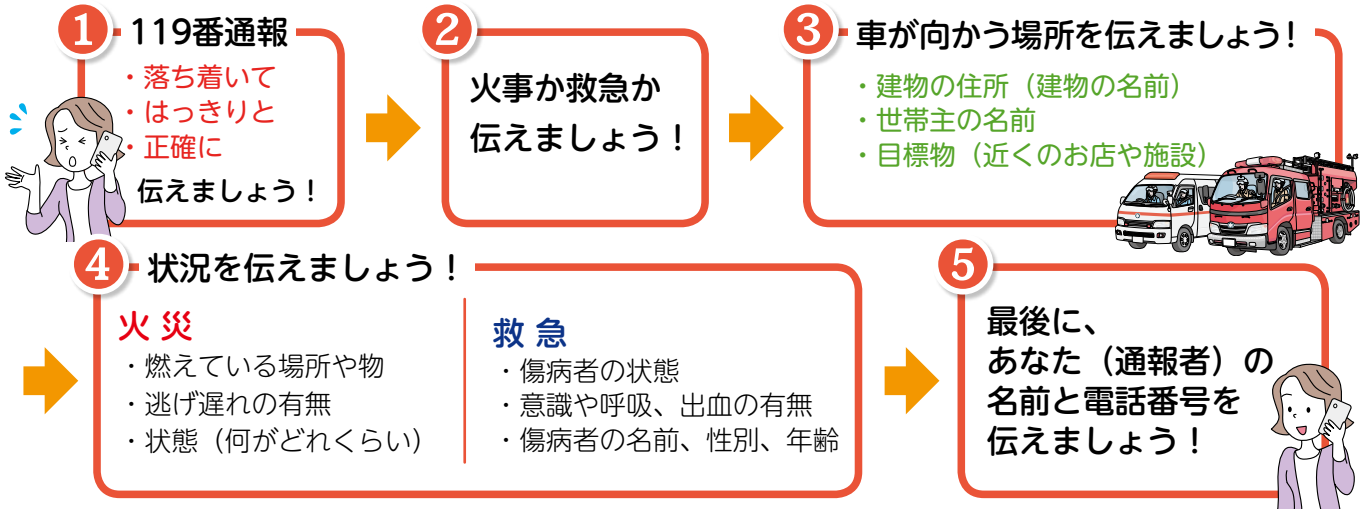 1 119番通報
・落ち着いて
・はっきりと
・正確に
伝えましょう！
2
火事か救急か
伝えましょう！
3 車が向かう場所を伝えましょう！
・建物の住所（建物の名前）
・世帯主の名前
・目標物（近くのお店や施設）
4 状況を伝えましょう！
火災
・燃えている場所や物
・逃げ遅れの有無
・状態（何がどれくらい）
救急
・傷病者の状態
・意識や呼吸、出血の有無
・傷病者の名前、性別、年齢
5
最後に、
あなた（通報者）の
名前と電話番号を
伝えましょう！